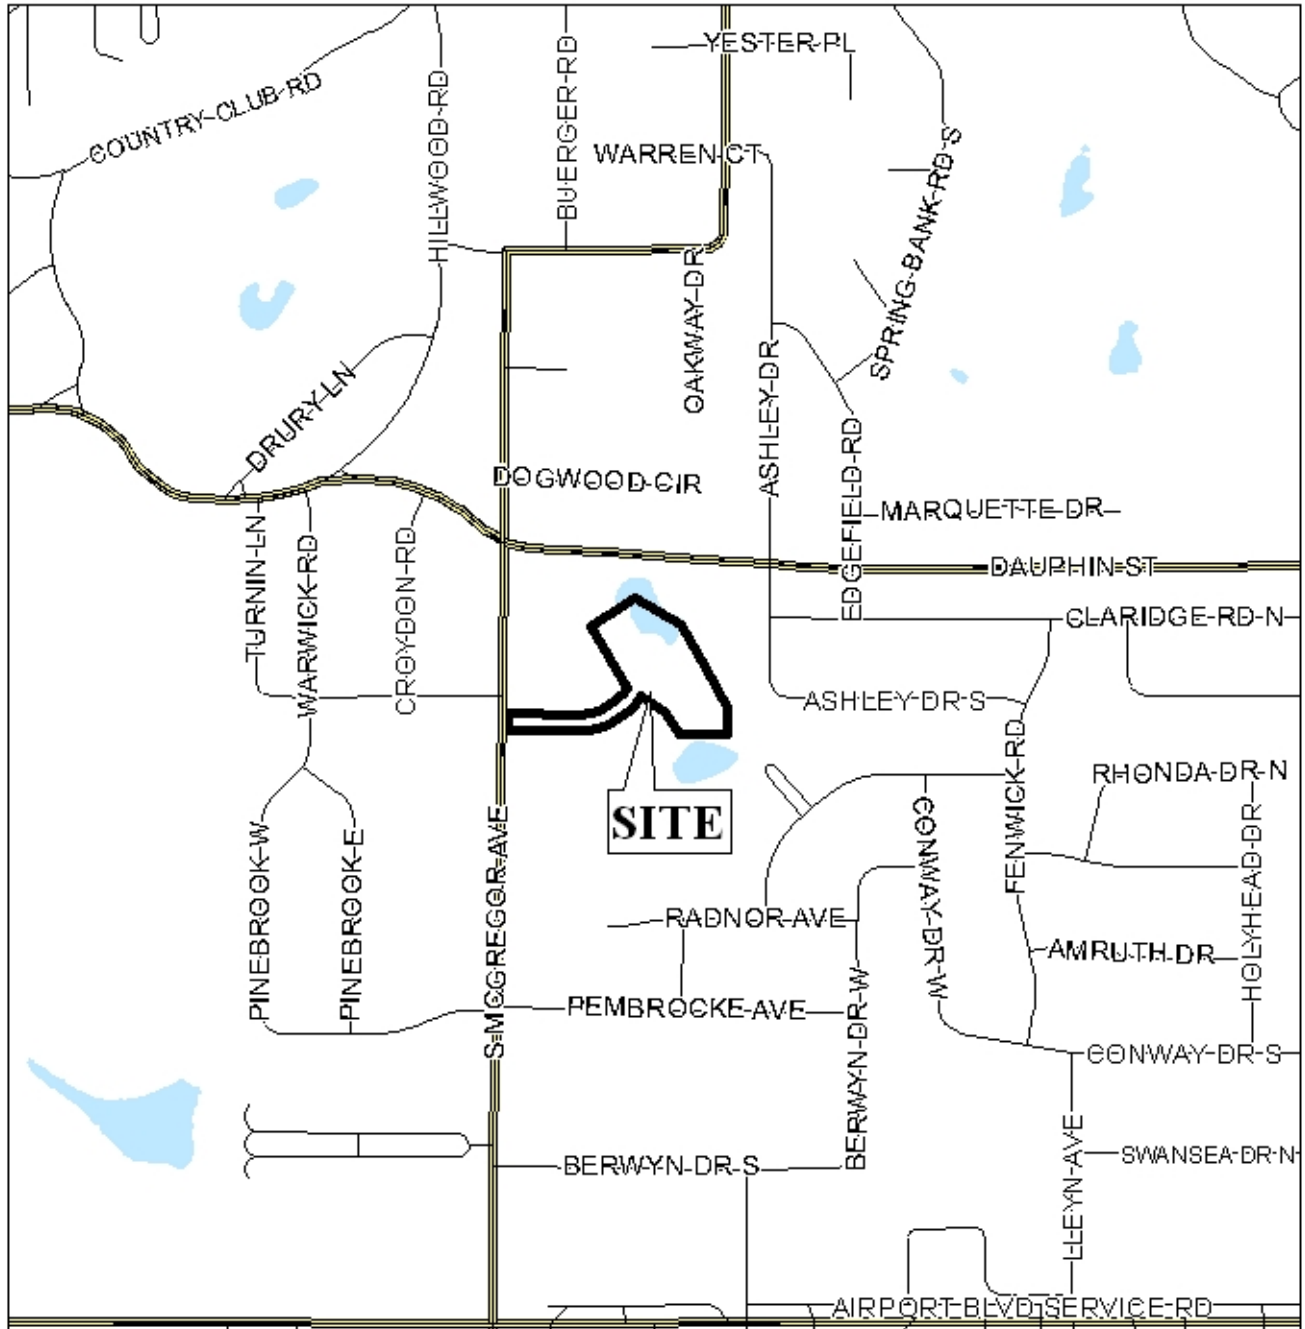 YESTER PL
COUNTRY CLUB RD
HILLWOOD RD
BUERGER RD
WARREN CT
SPRING BANK RD S
OAKWAY DR
ASHLEY DR
DRURY LN
EDGEFIELD RD
DOGWOOD CIR
MARQUETTE DR
DAUPHIN ST
TURNIN LN
WARWICK RD
CROYDON RD
CLARIDGE RD N
ASHLEY DR S
FENWICK RD
RHONDA DR N
SITE
PINEBROOK W
PINEBROOK E
S MCGREGOR AVE
CONWAY DR W
HOLYHEAD DR
RADNOR AVE
AMRUTH DR
PEMBROCKE AVE
BERWYN DR W
CONWAY DR S
BERWYN DR S
LLEYN AVE
SWANSEA DR N
AIRPORT BLVD SERVICE RD